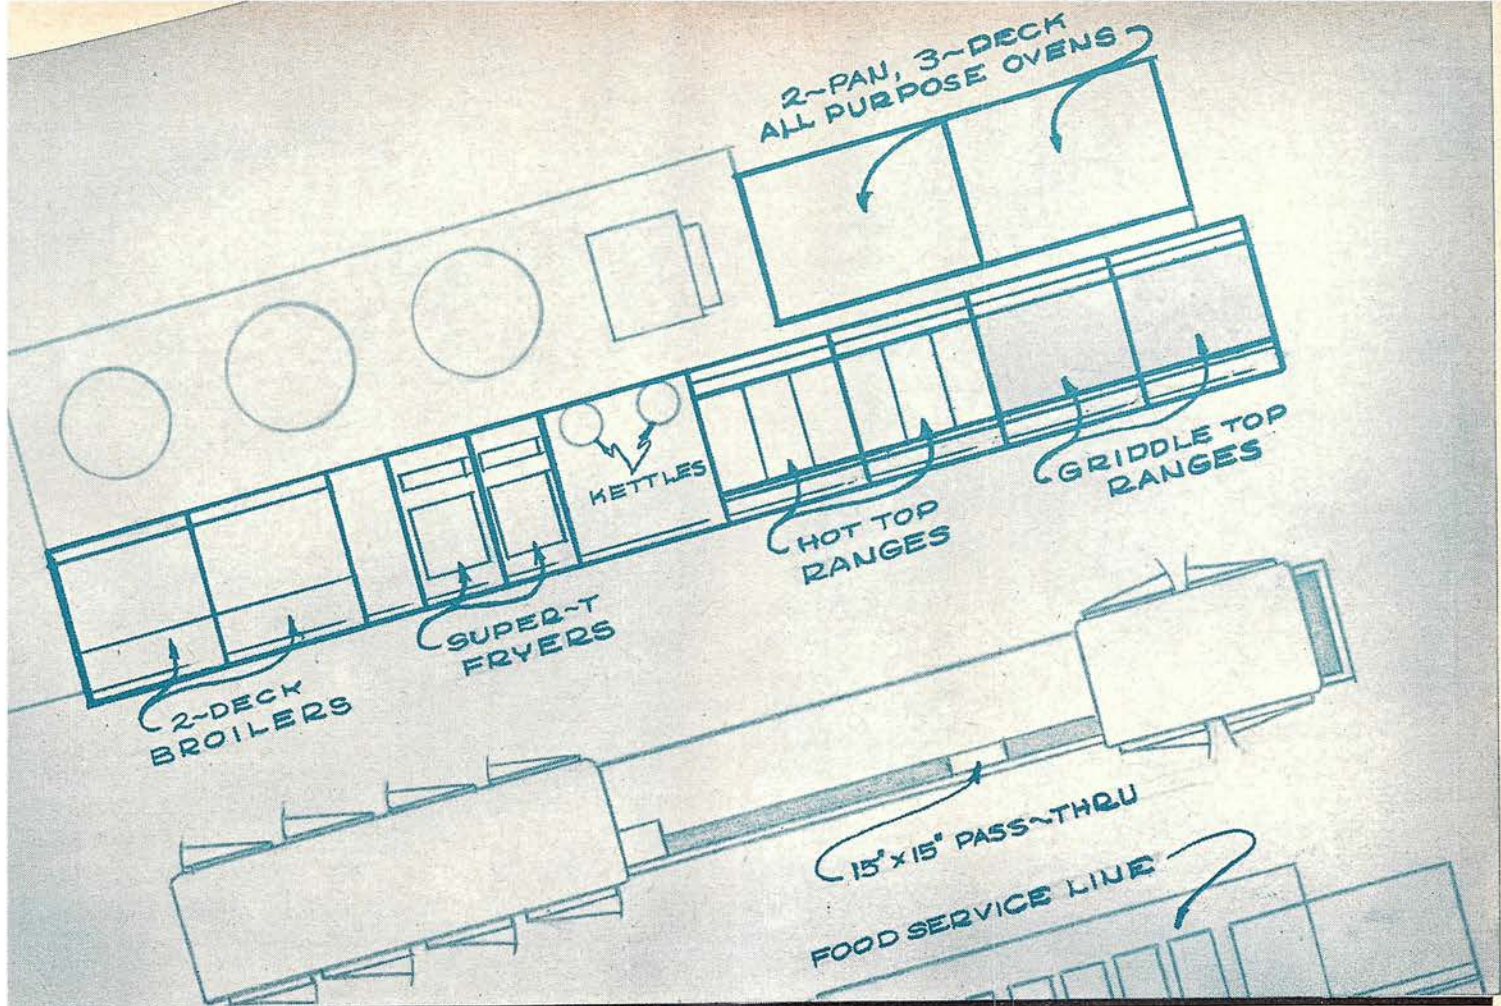 2~PAN, 3~DECK
ALL PURPOSE OVENS
KETTLES
GRIDDLE TOP
RANGES
HOT TOP
RANGES
SUPER~T
FRYERS
2~DECK
BROILERS
15"x15" PASS~THRU
FOOD SERVICE LINE